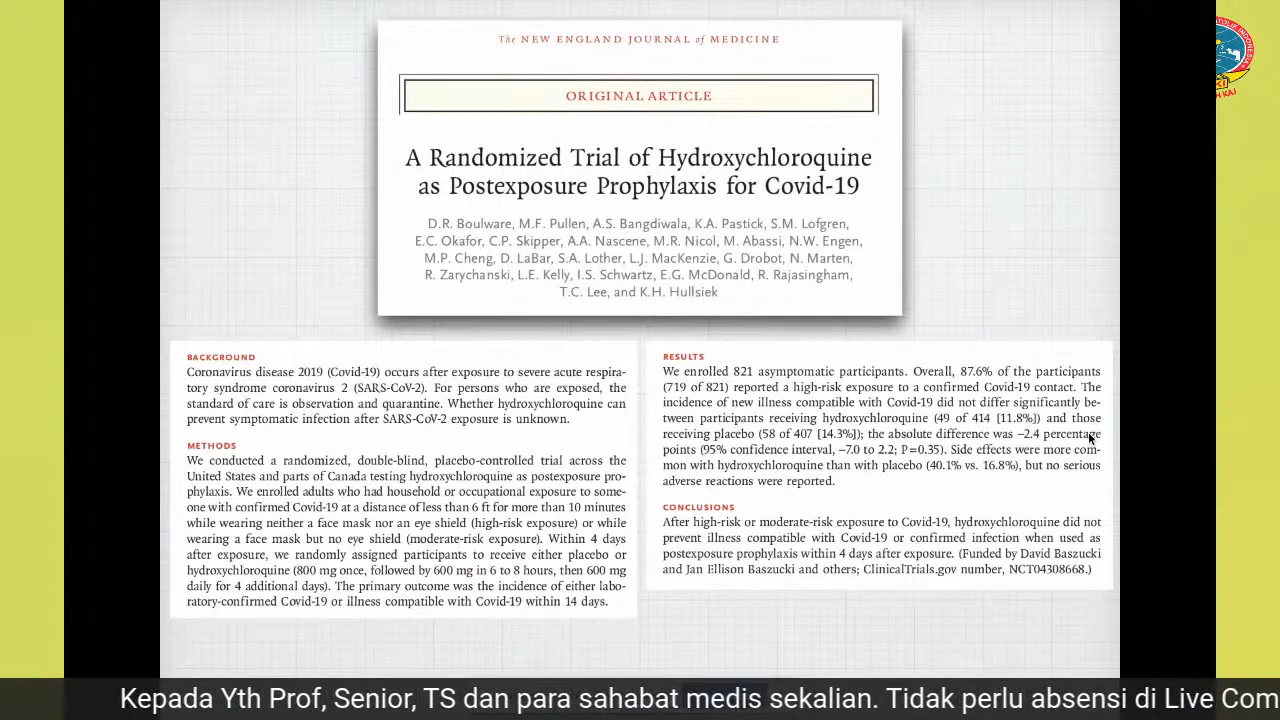 The NEW ENGLAND JOURNAL of MEDICINE
ORIGINAL ARTICLE
A Randomized Trial of Hydroxychloroquine
as Postexposure Prophylaxis for Covid-19
D.R. Boulware, M.F. Pullen, A.S. Bangdiwala, K.A. Pastick, S.M. Lofgren,
E.C. Okafor, C.P. Skipper, A.A. Nascene, M.R. Nicol, M. Abassi, N.W. Engen,
M.P. Cheng, D. LaBar, S.A. Lother, L.J. MacKenzie, G. Drobot, N. Marten,
R. Zarychanski, L.E. Kelly, I.S. Schwartz, E.G. McDonald, R. Rajasingham,
T.C. Lee, and K.H. Hullsiek
BACKGROUND
Coronavirus disease 2019 (Covid-19) occurs after exposure to severe acute respira-
tory syndrome coronavirus 2 (SARS-CoV-2). For persons who are exposed, the
standard of care is observation and quarantine. Whether hydroxychloroquine can
prevent symptomatic infection after SARS-CoV-2 exposure is unknown.
METHODS
We conducted a randomized, double-blind, placebo-controlled trial across the
United States and parts of Canada testing hydroxychloroquine as postexposure pro-
phylaxis. We enrolled adults who had household or occupational exposure to some-
one with confirmed Covid-19 at a distance of less than 6 ft for more than 10 minutes
while wearing neither a face mask nor an eye shield (high-risk exposure) or while
wearing a face mask but no eye shield (moderate-risk exposure). Within 4 days
after exposure, we randomly assigned participants to receive either placebo or
hydroxychloroquine (800 mg once, followed by 600 mg in 6 to 8 hours, then 600 mg
daily for 4 additional days). The primary outcome was the incidence of either labo-
ratory-confirmed Covid-19 or illness compatible with Covid-19 within 14 days.
RESULTS
We enrolled 821 asymptomatic participants. Overall, 87.6% of the participants
(719 of 821) reported a high-risk exposure to a confirmed Covid-19 contact. The
incidence of new illness compatible with Covid-19 did not differ significantly be-
tween participants receiving hydroxychloroquine (49 of 414 [11.8%]) and those
receiving placebo (58 of 407 [14.3%]); the absolute difference was −2.4 percentage
points (95% confidence interval, −7.0 to 2.2; P=0.35). Side effects were more com-
mon with hydroxychloroquine than with placebo (40.1% vs. 16.8%), but no serious
adverse reactions were reported.
CONCLUSIONS
After high-risk or moderate-risk exposure to Covid-19, hydroxychloroquine did not
prevent illness compatible with Covid-19 or confirmed infection when used as
postexposure prophylaxis within 4 days after exposure. (Funded by David Baszucki
and Jan Ellison Baszucki and others; ClinicalTrials.gov number, NCT04308668.)
Kepada Yth Prof, Senior, TS dan para sahabat medis sekalian. Tidak perlu absensi di Live Com